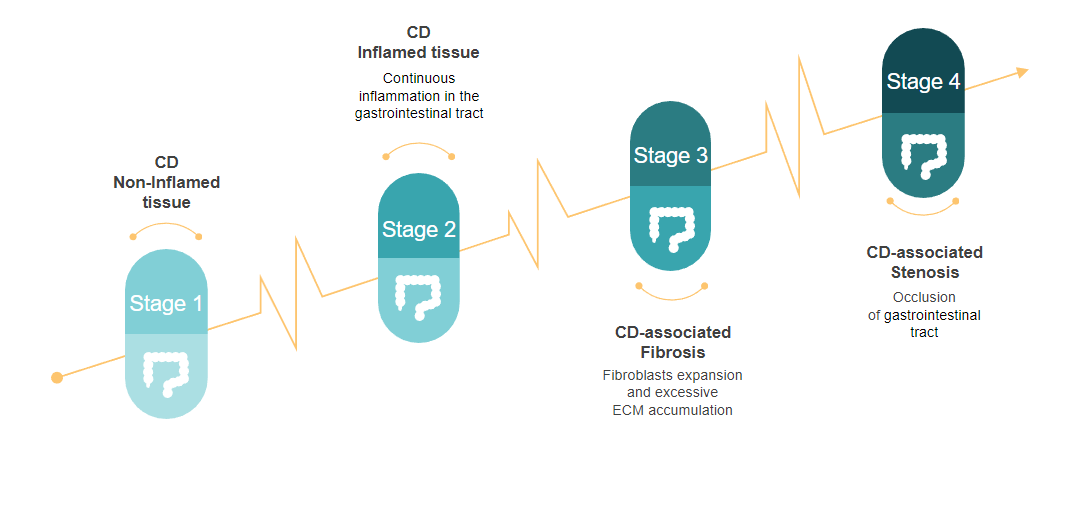 CD
Non-Inflamed
tissue
Stage 1
CD
Inflamed tissue
Continuous
inflammation in the
gastrointestinal tract
Stage 2
Stage 3
CD-associated
Fibrosis
Fibroblasts expansion
and excessive
ECM accumulation
Stage 4
CD-associated
Stenosis
Occlusion
of gastrointestinal
tract